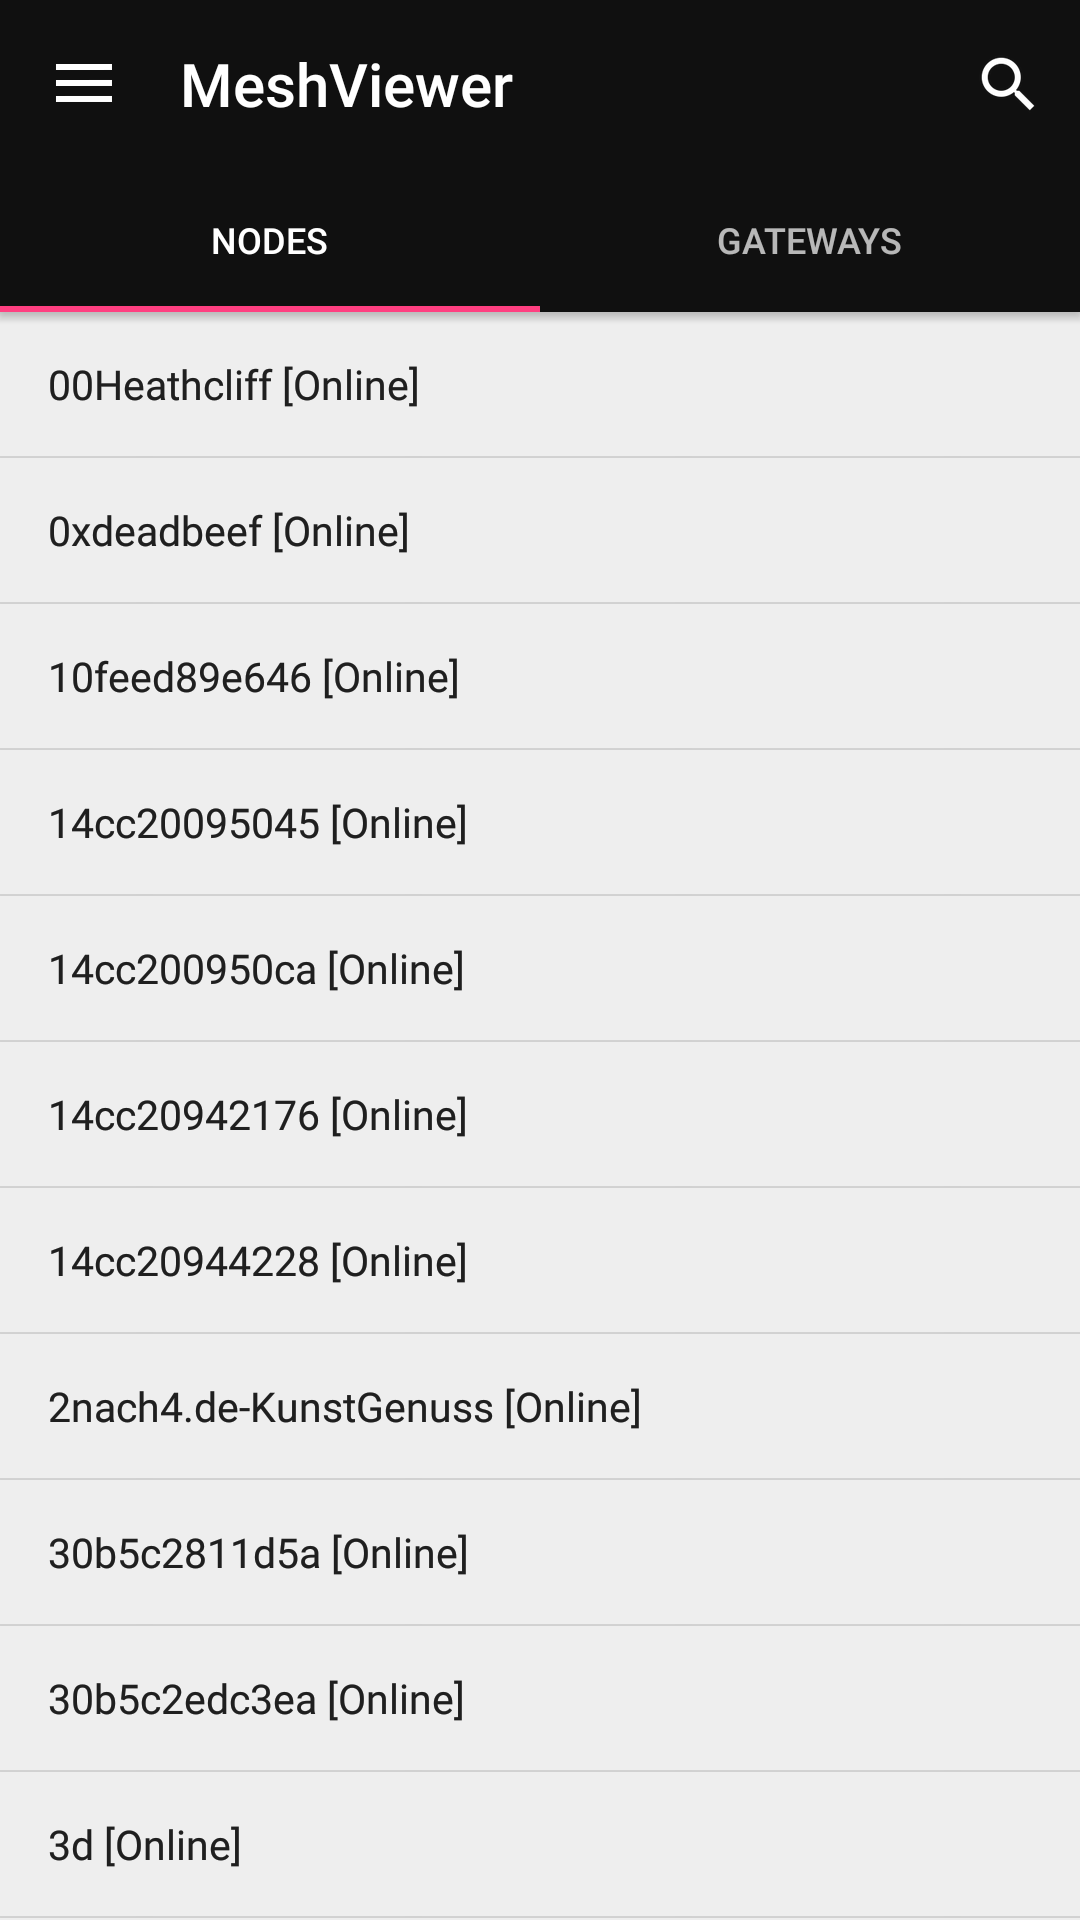 MeshViewer
NODES
GATEWAYS
00Heathcliff [Online]
0xdeadbeef [Online]
10feed89e646 [Online]
14cc20095045 [Online]
14cc200950ca [Online]
14cc20942176 [Online]
14cc20944228 [Online]
2nach4.de-KunstGenuss [Online]
30b5c2811d5a [Online]
30b5c2edc3ea [Online]
3d [Online]